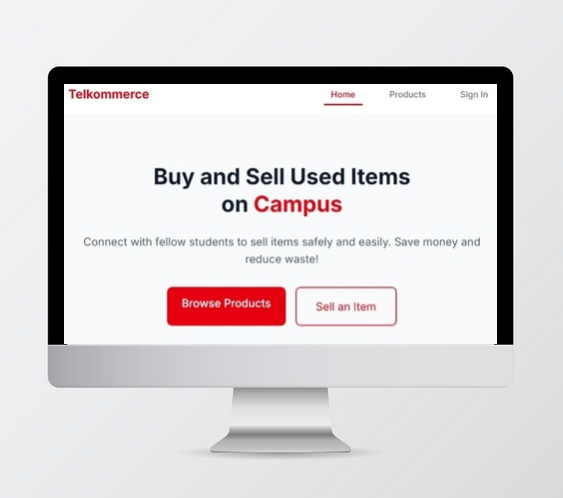 Telkommerce
Home Products Sign In
Buy and Sell Used Items
on Campus
Connect with fellow students to sell items safely and easily. Save money and
reduce waste!
Browse Products
Sell an Item